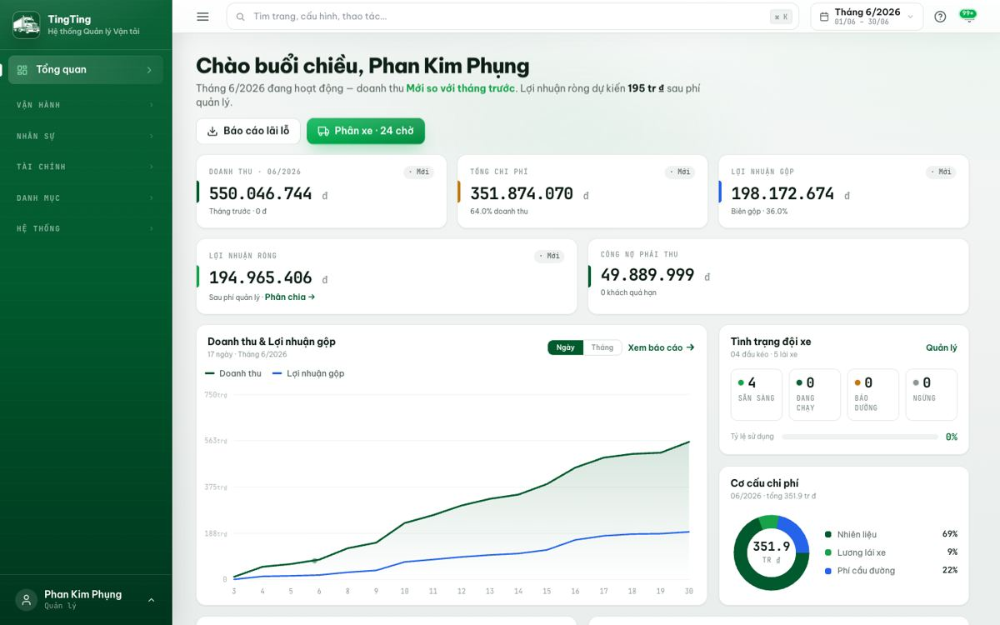 TingTing
Hệ thống Quản lý Vận tải
Tìm trang, cấu hình, thao tác...
⌘ K
Tháng 6/2026
01/06 – 30/06
99+
Tổng quan
VẬN HÀNH
NHÂN SỰ
TÀI CHÍNH
DANH MỤC
HỆ THỐNG
Phan Kim Phụng
Quản lý
Chào buổi chiều, Phan Kim Phụng
Tháng 6/2026 đang hoạt động — doanh thu Mới so với tháng trước. Lợi nhuận ròng dự kiến 195 tr ₫ sau phí
quản lý.
Báo cáo lãi lỗ
Phân xe · 24 chờ
DOANH THU · 06/2026
· Mới
550.046.744 đ
Tháng trước · 0 đ
TỔNG CHI PHÍ
· Mới
351.874.070 đ
64.0% doanh thu
LỢI NHUẬN GỘP
· Mới
198.172.674 đ
Biên gộp · 36.0%
LỢI NHUẬN RÒNG
· Mới
194.965.406 đ
Sau phí quản lý · Phân chia →
CÔNG NỢ PHẢI THU
49.889.999 đ
0 khách quá hạn
Doanh thu & Lợi nhuận gộp
17 ngày · Tháng 6/2026
Ngày
Tháng
Xem báo cáo →
Doanh thu
Lợi nhuận gộp
750tr₫
563tr₫
375tr₫
188tr₫
0
3 4 5 6 8 9 10 11 12 13 14 15 16 17 18 19 30
Tình trạng đội xe
04 đầu kéo · 5 lái xe
Quản lý
4
SẴN SÀNG
0
ĐANG
CHẠY
0
BẢO
DƯỠNG
0
NGỪNG
Tỷ lệ sử dụng
0%
Cơ cấu chi phí
06/2026 · tổng 351.9 tr đ
351.9
TR ₫
Nhiên liệu 69%
Lương lái xe 9%
Phí cầu đường 22%